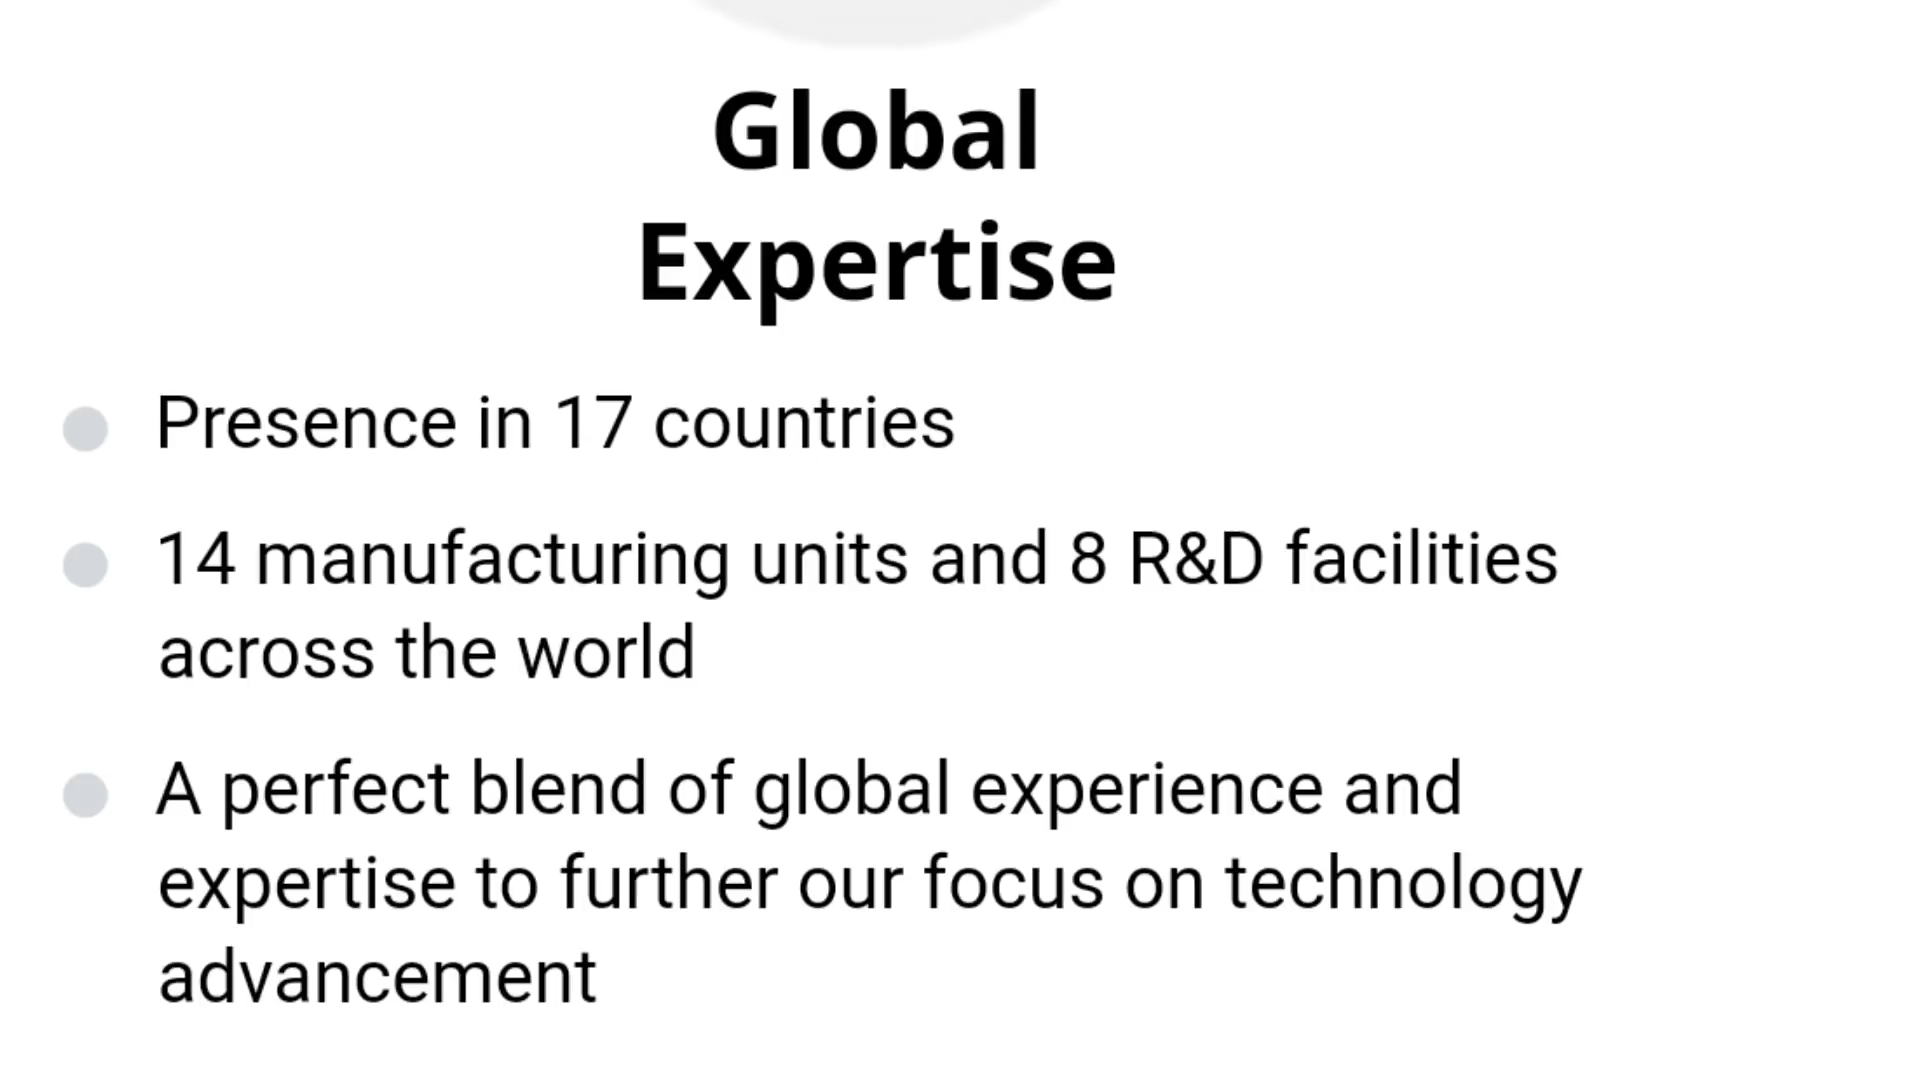 Global
Expertise
Presence in 17 countries
14 manufacturing units and 8 R&D facilities
across the world
A perfect blend of global experience and
expertise to further our focus on technology
advancement